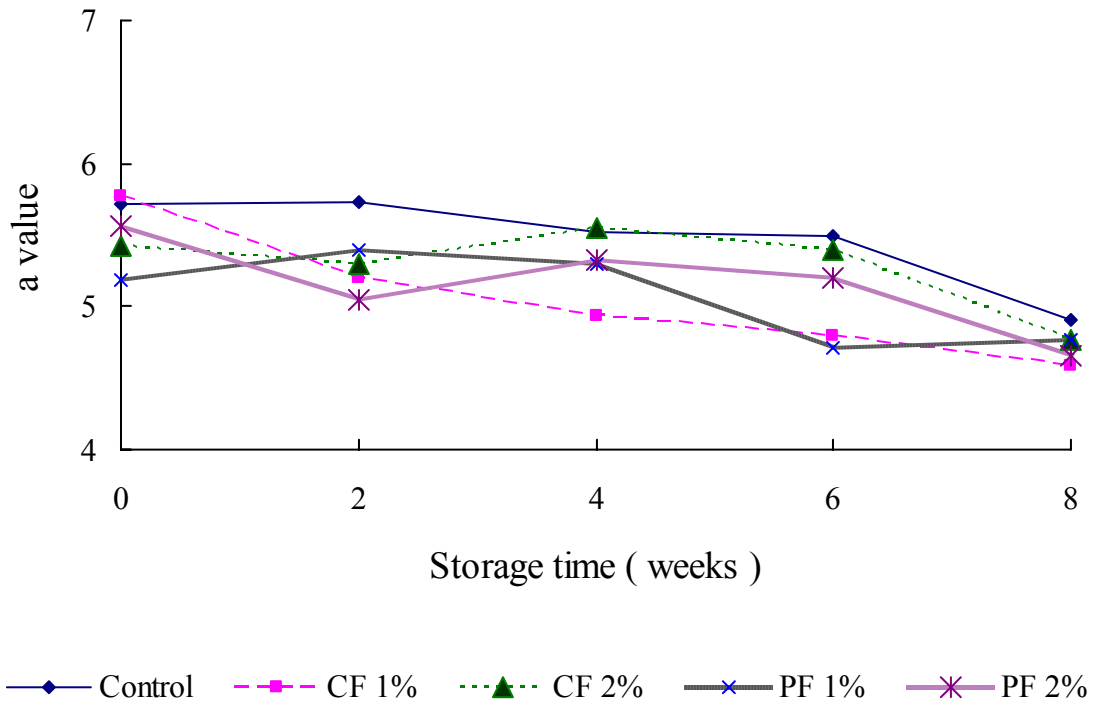 7
6
5
4
a value
0 2 4 6 8
Storage time ( weeks )
Control CF 1% CF 2% PF 1% PF 2%